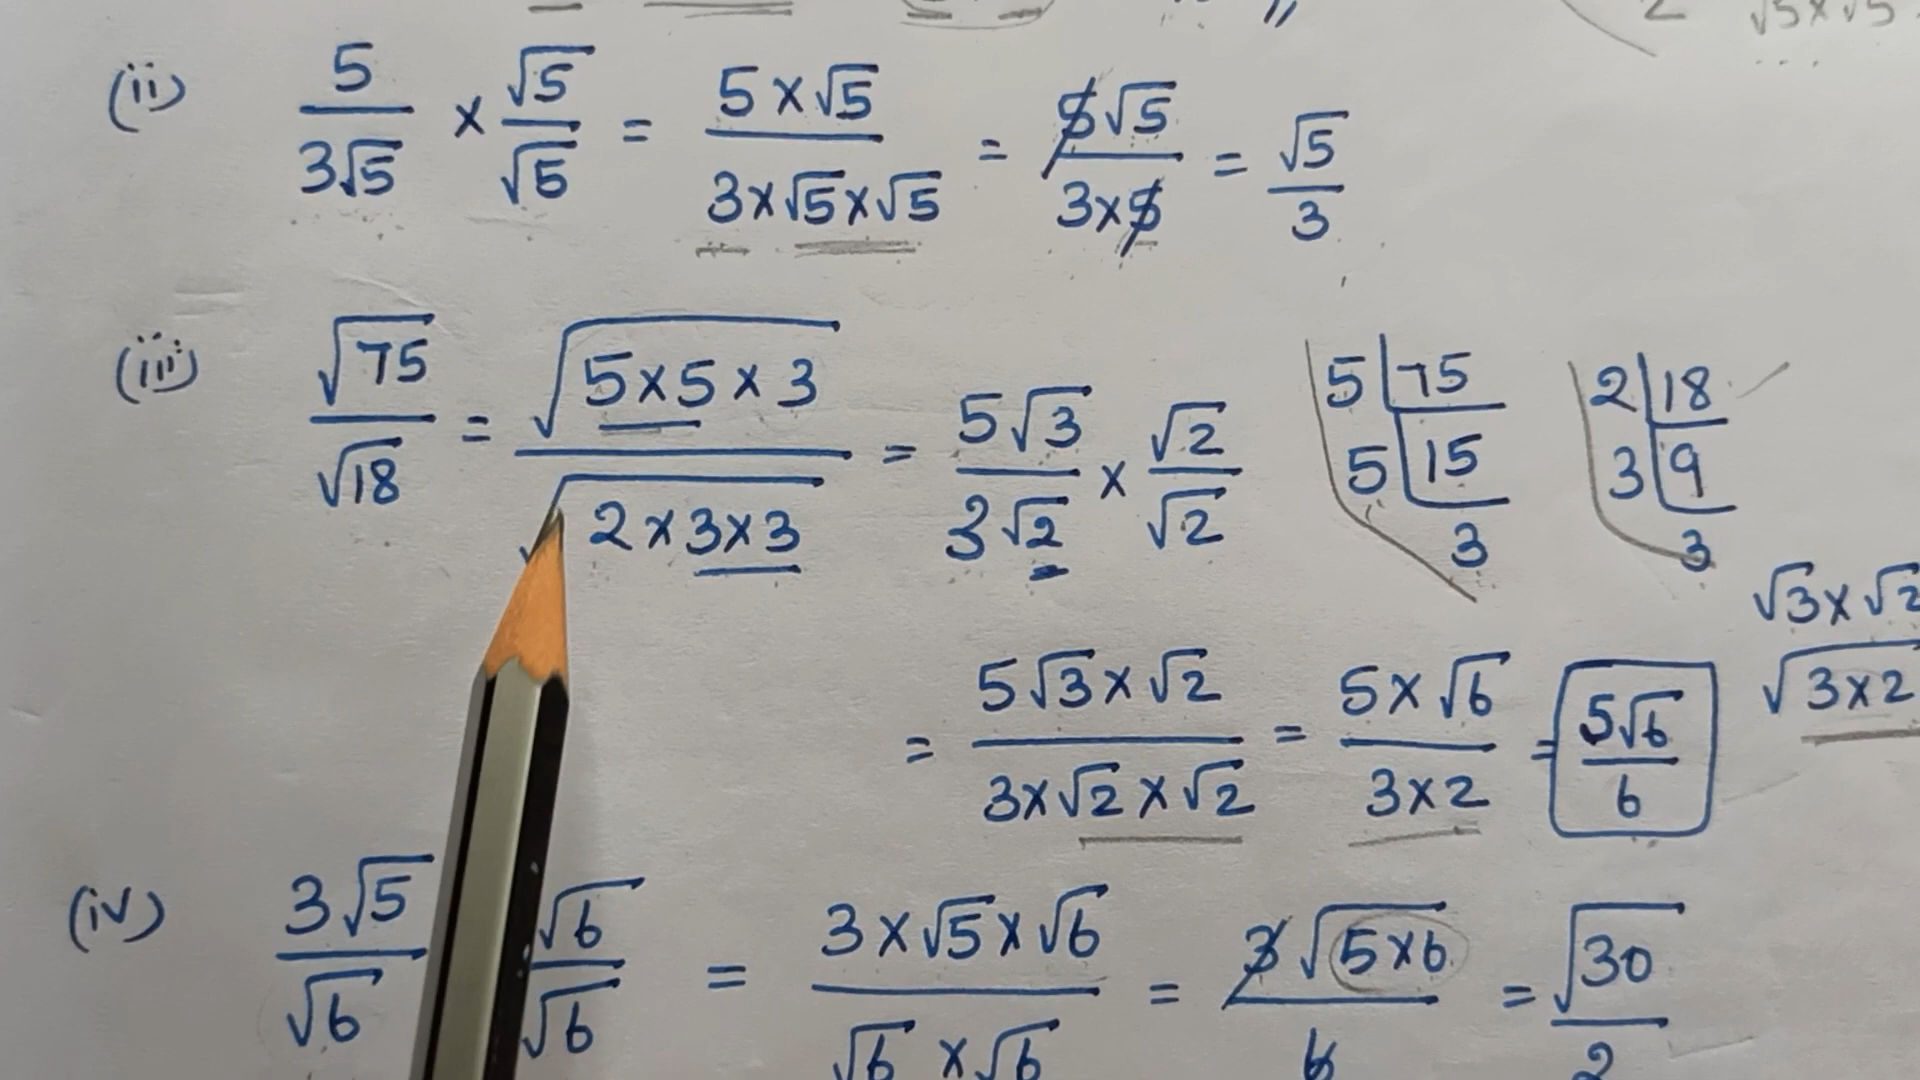 (ii) 5/3√5 × √5/√5 = 5×√5/3×√5×√5 = 5√5/3×5 = √5/3
(iii) √75/√18 = √5×5×3/√2×3×3 = 5√3/3√2 × √2/√2
5 | 75
5 | 15
3
2 | 18
3 | 9
3
√3×√2
√3×2
= 5√3×√2/3×√2×√2 = 5×√6/3×2 = 5√6/6
(iv) 3√5/√6 √6/√6 = 3×√5×√6/√6×√6 = 3√5×6/6 = √30/2